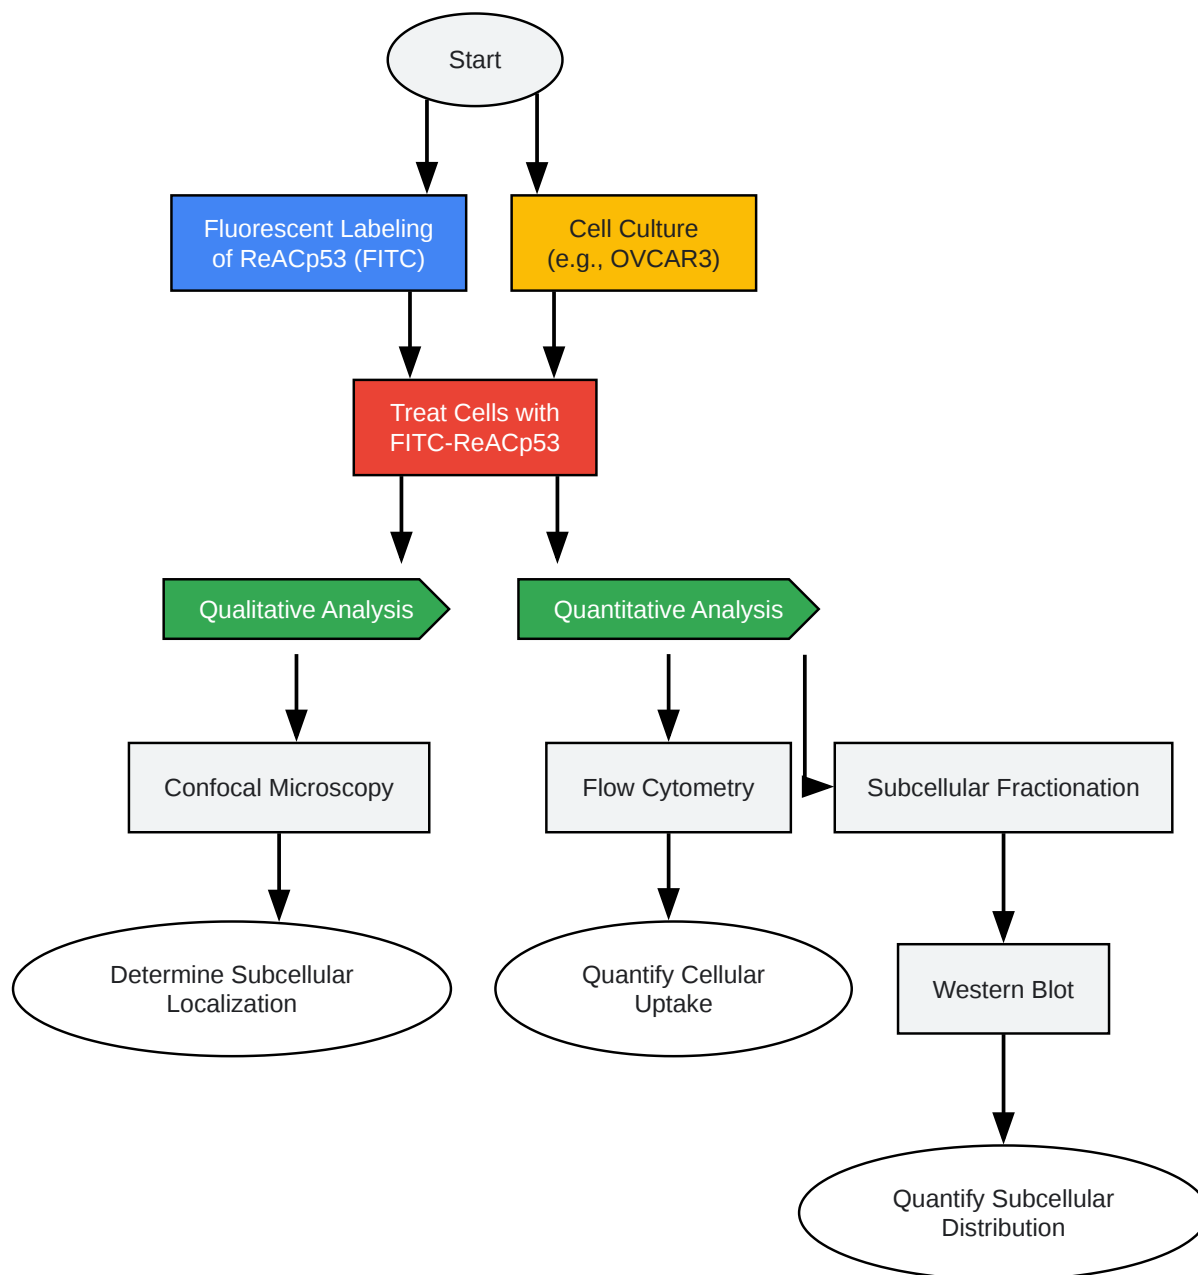 Start
Fluorescent Labeling
of ReACp53 (FITC)
Cell Culture
(e.g., OVCAR3)
Treat Cells with
FITC-ReACp53
Qualitative Analysis
Quantitative Analysis
Confocal Microscopy
Flow Cytometry
Subcellular Fractionation
Determine Subcellular
Localization
Quantify Cellular
Uptake
Western Blot
Quantify Subcellular
Distribution